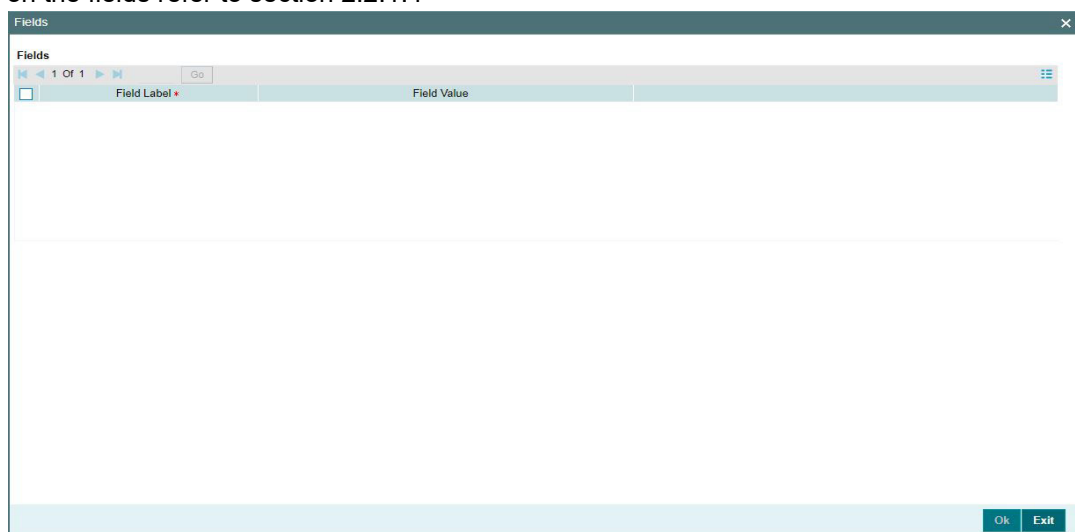 on the fields refer to section 2.2.1.4
Fields
Fields
1 Of 1 Go
Field Label * Field Value
Ok Exit